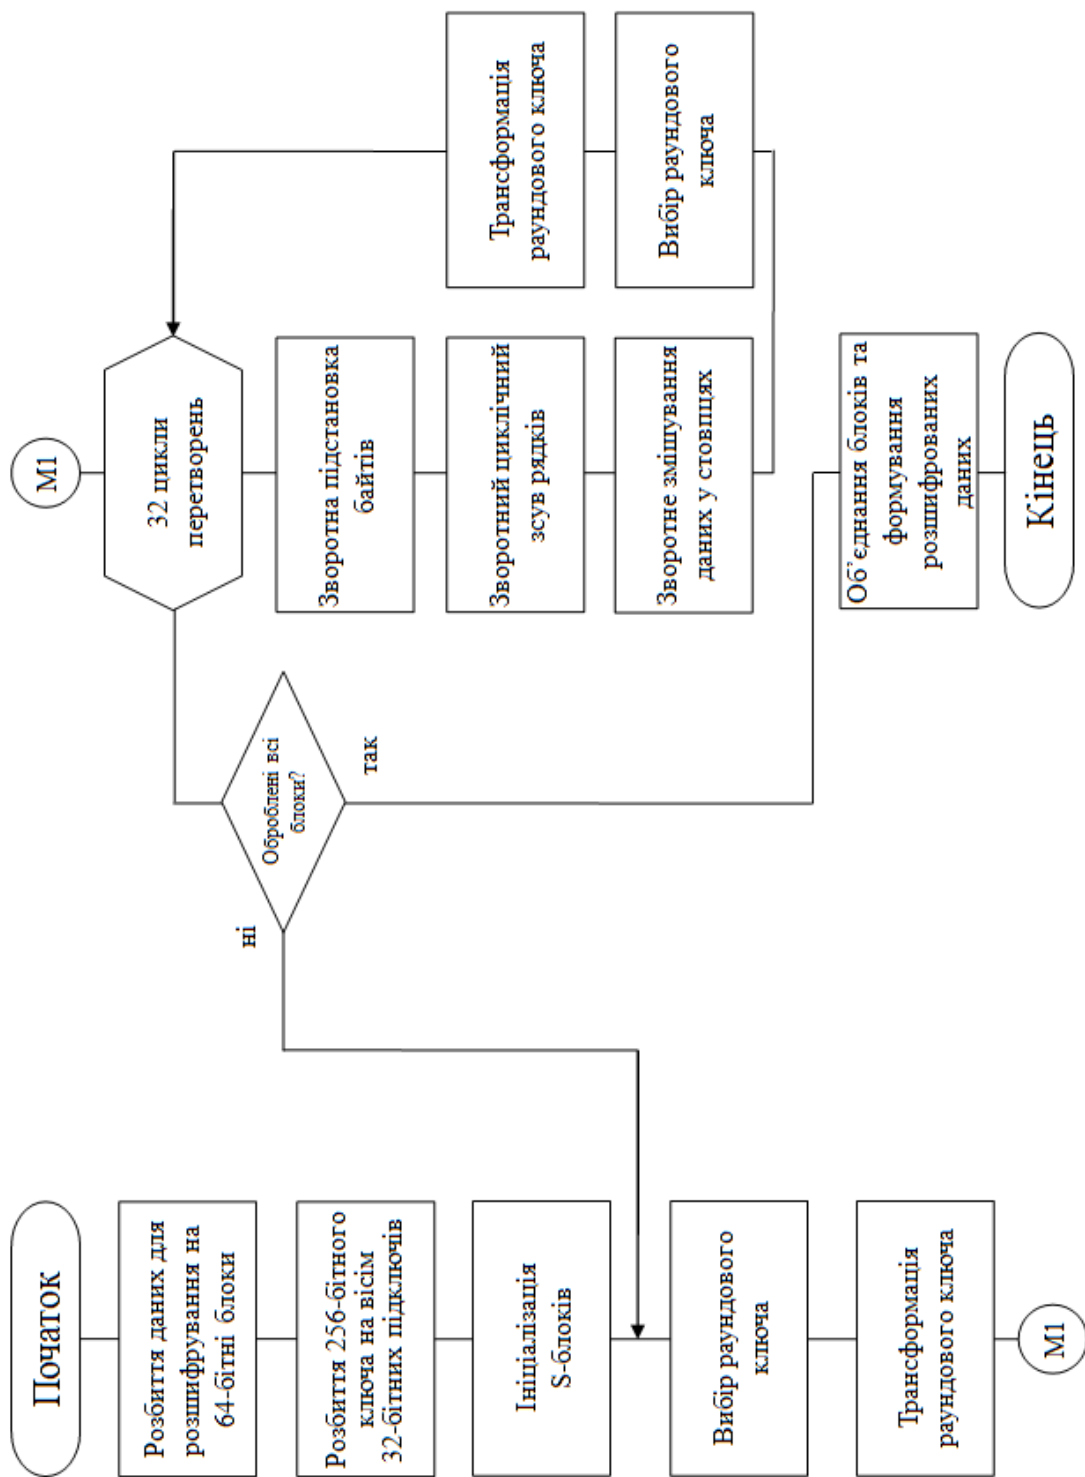 Початок
Розбиття даних для
розшифрування на
64-бітні блоки
Розбиття 256-бітного
ключа на вісім
32-бітних підключів
Ініціалізація
S-блоків
Вибір раундового
ключа
Трансформація
раундового ключа
М1
М1
32 цикли
перетворень
Зворотна підстановка
байтів
Зворотний циклічний
зсув рядків
Зворотне змішування
даних у стовпцях
Вибір раундового
ключа
Трансформація
раундового ключа
Оброблені всі
блоки?
ні
так
Об’єднання блоків та
формування
розшифрованих
даних
Кінець